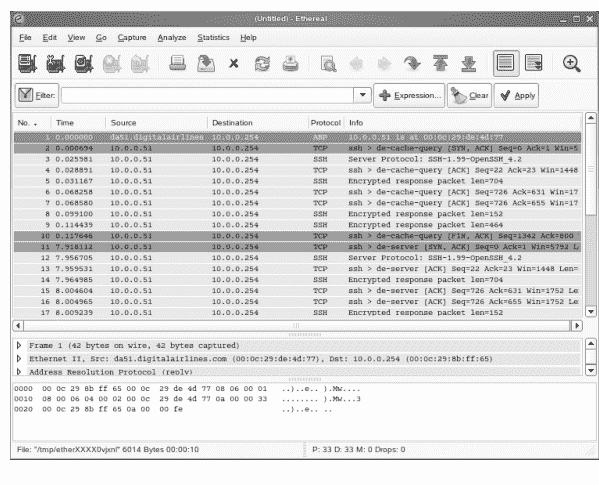 (Untitled) - Ethereal
File Edit View Go Capture Analyze Statistics Help
Filter: Expression... Clear Apply
No. . Time Source Destination Protocol Info
1 0.000000 da51.digitalairlines 10.0.0.254 ARP 10.0.0.51 is at 00:0c:29:de:4d:77
2 0.000694 10.0.0.51 10.0.0.254 TCP ssh > de-cache-query [SYN, ACK] Seq=0 Ack=1 Win=5
3 0.025981 10.0.0.51 10.0.0.254 SSH Server Protocol: SSH-1.99-OpenSSH_4.2
4 0.028891 10.0.0.51 10.0.0.254 TCP ssh > de-cache-query [ACK] Seq=22 Ack=23 Win=1448
5 0.031167 10.0.0.51 10.0.0.254 SSH Encrypted response packet len=704
6 0.068258 10.0.0.51 10.0.0.254 TCP ssh > de-cache-query [ACK] Seq=726 Ack=631 Win=17
7 0.068580 10.0.0.51 10.0.0.254 TCP ssh > de-cache-query [ACK] Seq=726 Ack=655 Win=17
8 0.099100 10.0.0.51 10.0.0.254 SSH Encrypted response packet len=152
9 0.114439 10.0.0.51 10.0.0.254 SSH Encrypted response packet len=464
10 0.117646 10.0.0.51 10.0.0.254 TCP ssh > de-cache-query [FIN, ACK] Seq=1342 Ack=800
11 7.918112 10.0.0.51 10.0.0.254 TCP ssh > de-server [SYN, ACK] Seq=0 Ack=1 Win=5792 L
12 7.956705 10.0.0.51 10.0.0.254 SSH Server Protocol: SSH-1.99-OpenSSH_4.2
13 7.959531 10.0.0.51 10.0.0.254 TCP ssh > de-server [ACK] Seq=22 Ack=23 Win=1448 Len=
14 7.964985 10.0.0.51 10.0.0.254 SSH Encrypted response packet len=704
15 8.004604 10.0.0.51 10.0.0.254 TCP ssh > de-server [ACK] Seq=726 Ack=631 Win=1752 Le
16 8.004965 10.0.0.51 10.0.0.254 TCP ssh > de-server [ACK] Seq=726 Ack=655 Win=1752 Le
17 8.009239 10.0.0.51 10.0.0.254 SSH Encrypted response packet len=152
Frame 1 (42 bytes on wire, 42 bytes captured)
Ethernet II, Src: da51.digitalairlines.com (00:0c:29:de:4d:77), Dst: 10.0.0.254 (00:0c:29:8b:ff:65)
Address Resolution Protocol (reply)
0000 00 0c 29 8b ff 65 00 0c 29 de 4d 77 08 06 00 01 ..)..e.. ).Mw....
0010 08 00 06 04 00 02 00 0c 29 de 4d 77 0a 00 00 33 ........ ).Mw...3
0020 00 0c 29 8b ff 65 0a 00 00 fe ..)..e.. ..
File: "/tmp/etherXXXX0vjxnl" 6014 Bytes 00:00:10 P: 33 D: 33 M: 0 Drops: 0